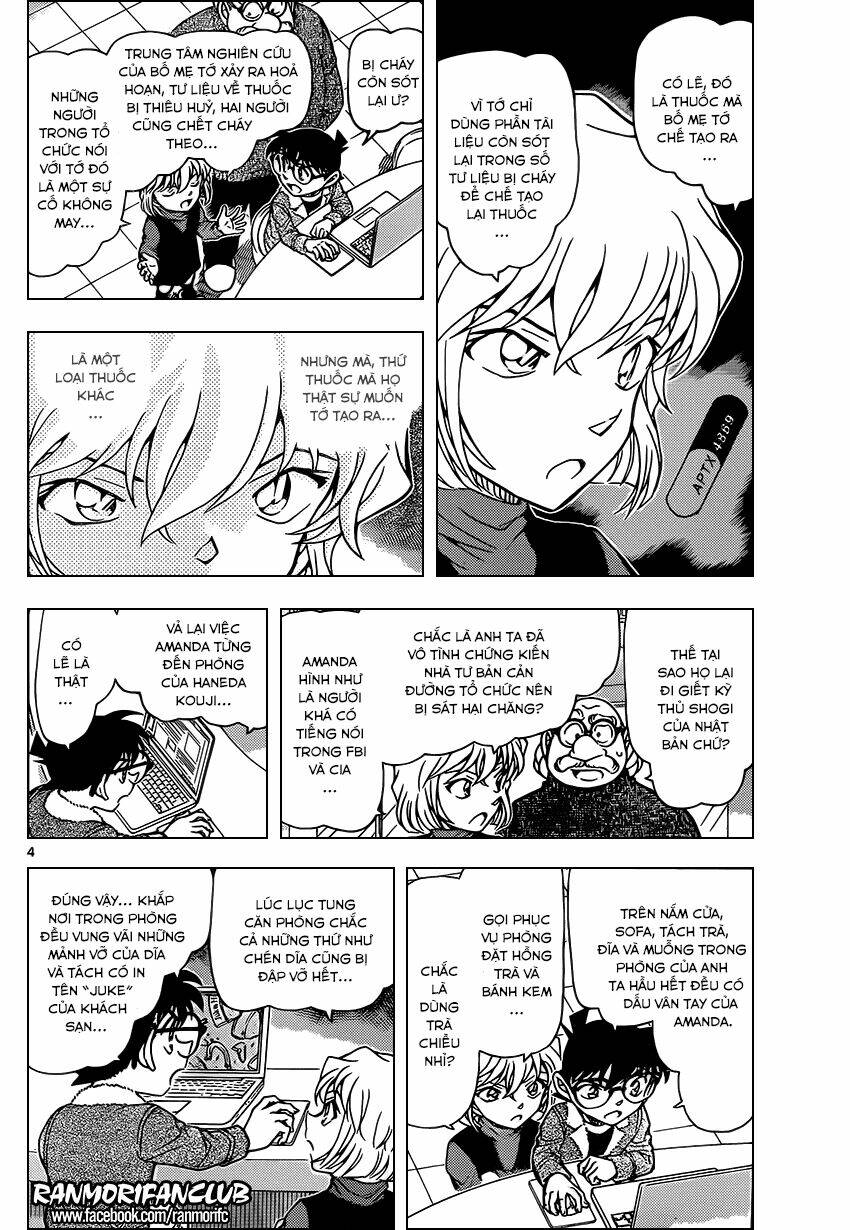 CÓ LẼ, ĐÓ
LÀ THUỐC MÀ
BỐ MẸ TỚ
CHẾ TẠO RA
...
VÌ TỚ CHỈ
DÙNG PHẦN TÀI
LIỆU CÒN SÓT
LẠI TRONG SỐ
TƯ LIỆU BỊ CHÁY
ĐỂ CHẾ TẠO
LẠI THUỐC
...
APTX 4869
BỊ CHÁY
CÒN SÓT
LẠI Ư?
TRUNG TÂM NGHIÊN CỨU
CỦA BỐ MẸ TỚ XẢY RA HOẢ
HOẠN, TƯ LIỆU VỀ THUỐC
BỊ THIÊU HUỶ, HAI NGƯỜI
CŨNG CHẾT CHÁY
THEO...
NHỮNG
NGƯỜI
TRONG TỔ
CHỨC NÓI
VỚI TỚ ĐÓ
LÀ MỘT SỰ
CỐ KHÔNG
MAY...
NHƯNG MÀ, THỨ
THUỐC MÀ HỌ
THẬT SỰ MUỐN
TỚ TẠO RA...
LÀ MỘT
LOẠI THUỐC
KHÁC
...
THẾ TẠI
SAO HỌ LẠI
ĐI GIẾT KỲ
THỦ SHOGI
CỦA NHẬT
BẢN CHỨ?
CHẮC LÀ ANH TA ĐÃ
VÔ TÌNH CHỨNG KIẾN
NHÀ TƯ BẢN CẢN
ĐƯỜNG TỔ CHỨC NÊN
BỊ SÁT HẠI CHĂNG?
AMANDA
HÌNH NHƯ
LÀ NGƯỜI
KHÁ CÓ
TIẾNG NÓI
TRONG FBI
VÀ CIA
...
VẢ LẠI VIỆC
AMANDA TỪNG
ĐẾN PHÒNG
CỦA HANEDA
KOUJI...
CÓ
LẼ LÀ
THẬT
...
4
TRÊN NẮM CỬA,
SOFA, TÁCH TRÀ,
ĐĨA VÀ MUỖNG TRONG
PHÒNG CỦA ANH
TA HẦU HẾT ĐỀU CÓ
DẤU VÂN TAY CỦA
AMANDA.
GỌI PHỤC
VỤ PHÒNG
ĐẶT HỒNG
TRÀ VÀ
BÁNH KEM
...
CHẮC
LÀ DÙNG
TRÀ
CHIỀU
NHỈ?
LÚC LỤC TUNG
CĂN PHÒNG CHẮC
CẢ NHỮNG THỨ NHƯ
CHÉN DĨA CŨNG BỊ
ĐẬP VỠ HẾT...
ĐÚNG VẬY... KHẮP
NƠI TRONG PHÒNG
ĐỀU VUNG VÃI NHỮNG
MẢNH VỠ CỦA DĨA
VÀ TÁCH CÓ IN
TÊN "JUKE"
CỦA KHÁCH
SẠN...
RANMORIFANCLUB
www.facebook.com/ranmorifc